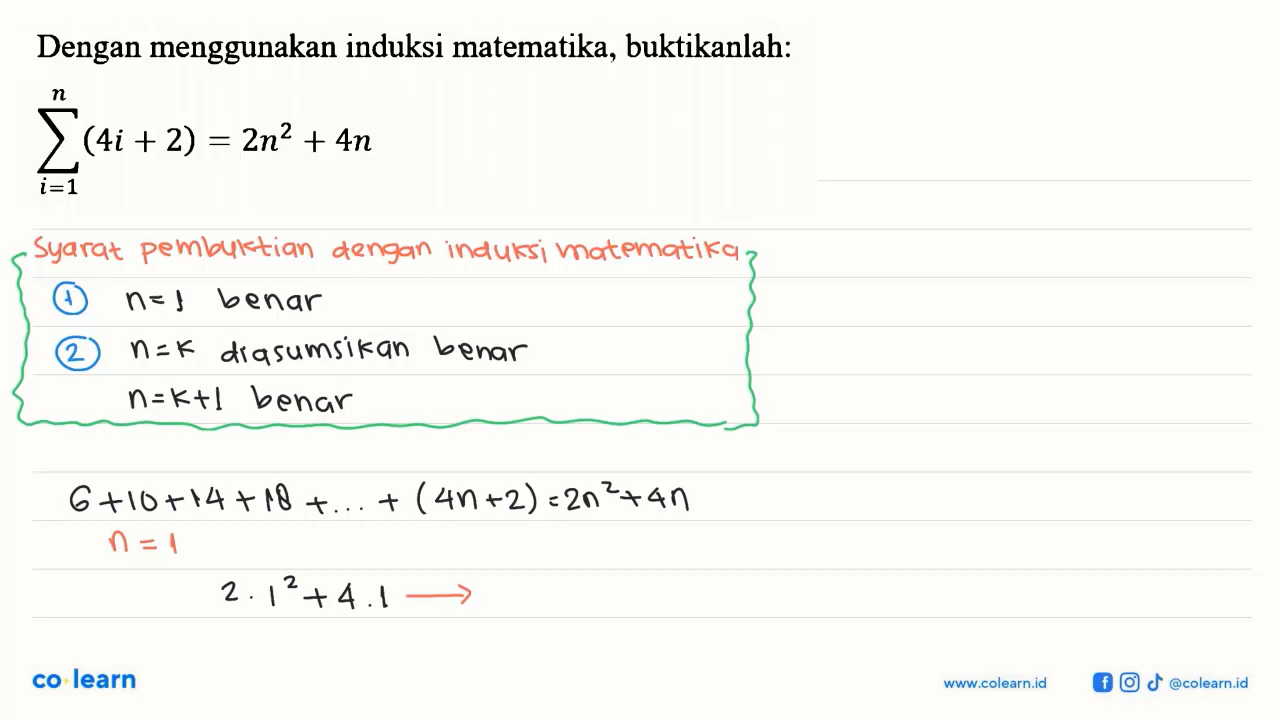 Dengan menggunakan induksi matematika, buktikanlah:
n
∑(4i + 2) = 2n² + 4n
i=1
Syarat pembuktian dengan induksi matematika
1 n=1 benar
2 n=k diasumsikan benar
n=k+1 benar
6+10+14+18+...+(4n+2)=2n²+4n
n=1
2.1²+4.1 →
co learn
www.colearn.id
@colearn.id